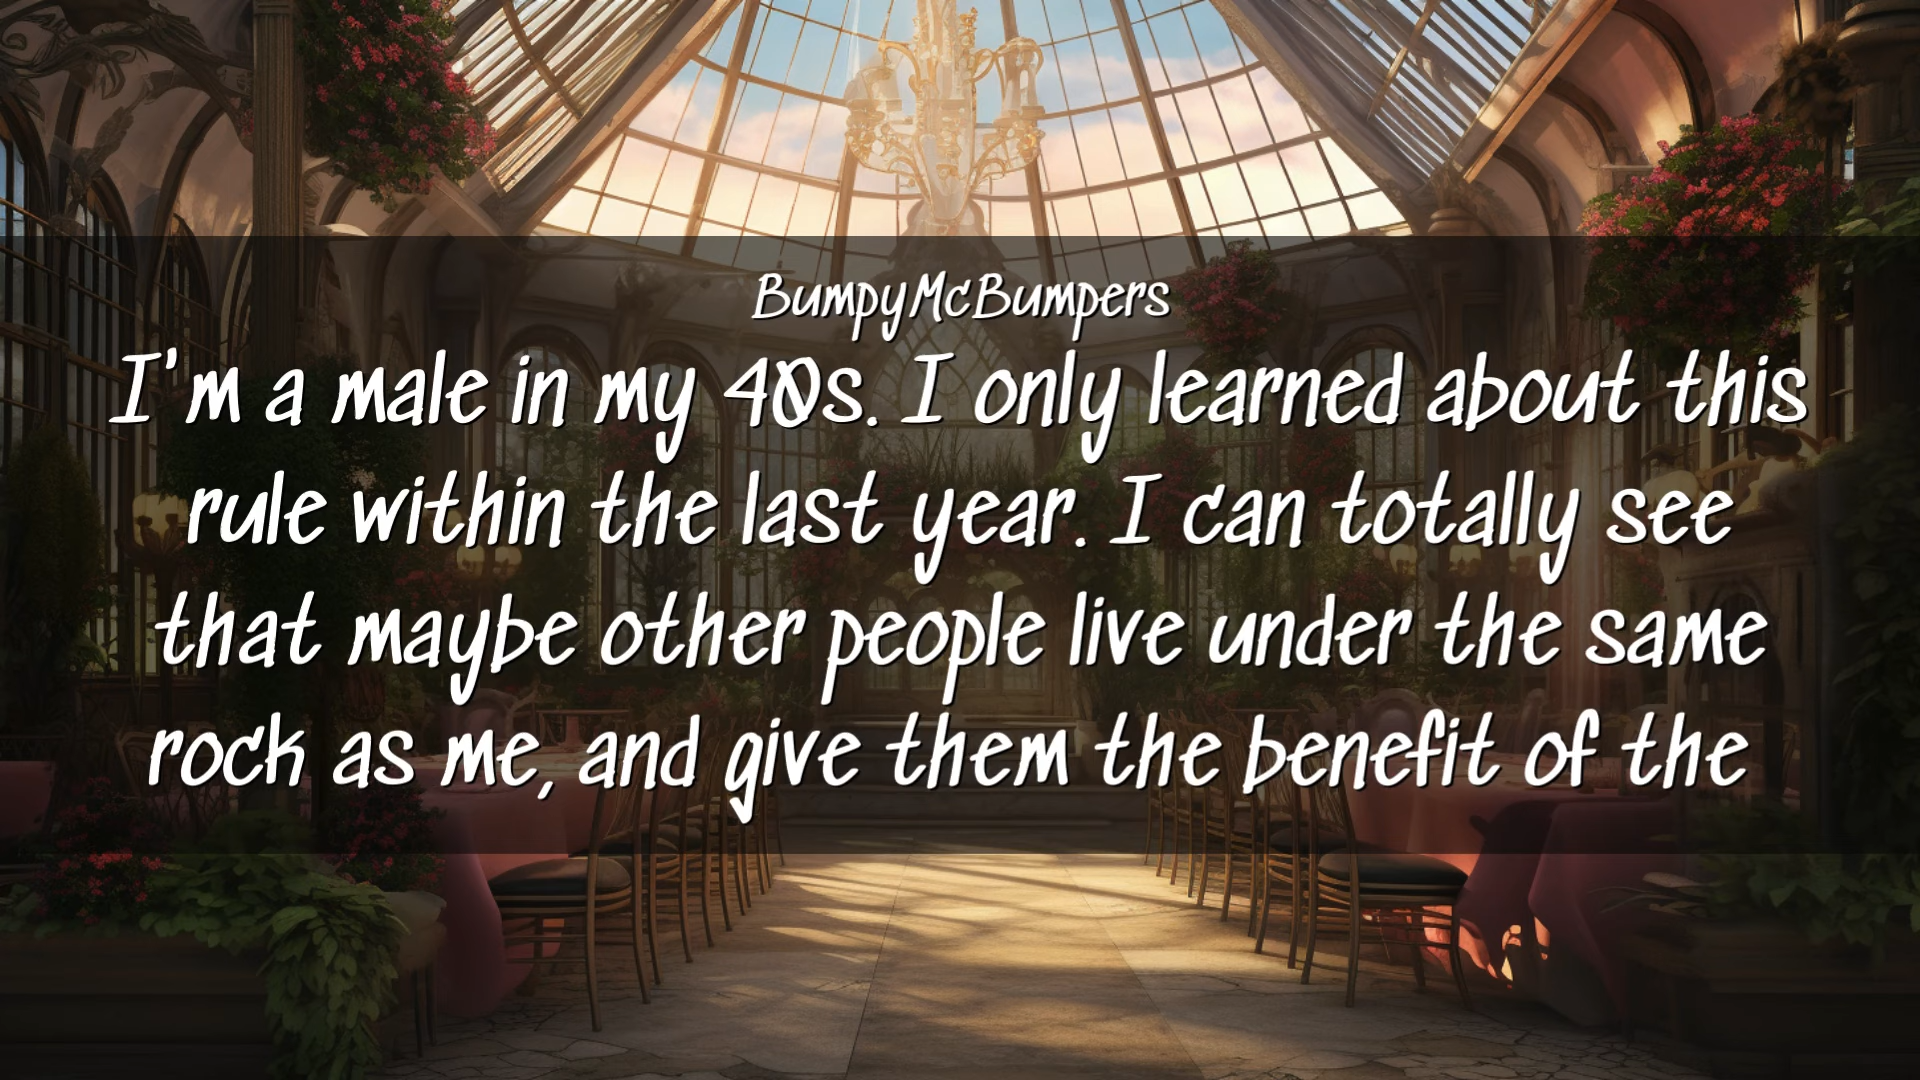 BumpyMcBumpers
I'm a male in my 40s. I only learned about this
rule within the last year. I can totally see
that maybe other people live under the same
rock as me, and give them the benefit of the